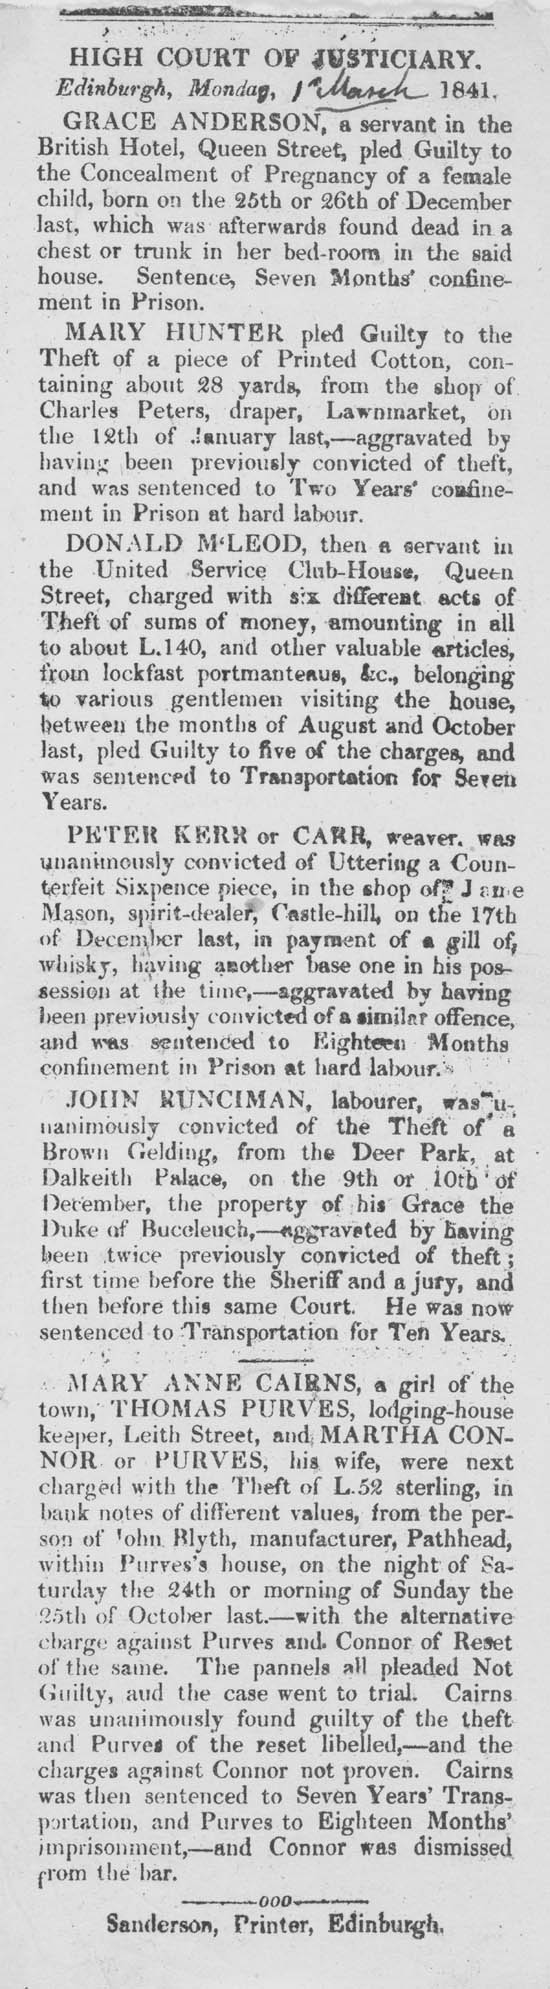 HIGH COURT OF JUSTICIARY.
Edinburgh, Monday, 1st March 1841.
GRACE ANDERSON, a servant in the
British Hotel, Queen Street, pled Guilty to
the Concealment of Pregnancy of a female
child, born on the 25th or 26th of December
last, which was afterwards found dead in a
chest or trunk in her bed-room in the said
house. Sentence, Seven Months' confine-
ment in Prison.
MARY HUNTER pled Guilty to the
Theft of a piece of Printed Cotton, con-
taining about 28 yards, from the shop of
Charles Peters, draper, Lawnmarket, on
the 12th of January last,—aggravated by
having been previously convicted of theft,
and was sentenced to Two Years' confine-
ment in Prison at hard labour.
DONALD M‘LEOD, then a servant in
the United Service Club-House, Queen
Street, charged with six different acts of
Theft of sums of money, amounting in all
to about L.140, and other valuable articles,
from lockfast portmanteaus, &c., belonging
to various gentlemen visiting the house,
between the months of August and October
last, pled Guilty to five of the charges, and
was sentenced to Transportation for Seven
Years.
PETER KERR or CARR, weaver. was
unanimously convicted of Uttering a Coun-
terfeit Sixpence piece, in the shop of Jane
Mason, spirit-dealer, Castle-hill, on the 17th
of December last, in payment of a gill of
whisky, having another base one in his pos-
session at the time,—aggravated by having
been previously convicted of a similar offence,
and was sentenced to Eighteen Months
confinement in Prison at hard labour.
JOHN RUNCIMAN, labourer, was u-
nanimously convicted of the Theft of a
Brown Gelding, from the Deer Park, at
Dalkeith Palace, on the 9th or 10th of
December, the property of his Grace the
Duke of Buccleuch,—aggravated by having
been twice previously convicted of theft;
first time before the Sheriff and a jury, and
then before this same Court. He was now
sentenced to Transportation for Ten Years.
MARY ANNE CAIRNS, a girl of the
town, THOMAS PURVES, lodging-house
keeper, Leith Street, and MARTHA CON-
NOR or PURVES, his wife, were next
charged with the Theft of L.52 sterling, in
bank notes of different values, from the per-
son of John Blyth, manufacturer, Pathhead,
within Purves's house, on the night of Sa-
turday the 24th or morning of Sunday the
25th of October last.—with the alternative
charge against Purves and Connor of Reset
of the same. The pannels all pleaded Not
Guilty, aud the case went to trial. Cairns
was unanimously found guilty of the theft
and Purves of the reset libelled,—and the
charges against Connor not proven. Cairns
was then sentenced to Seven Years' Trans-
portation, and Purves to Eighteen Months'
imprisonment,—and Connor was dismissed
from the bar.
ooo
Sanderson, Printer, Edinburgh.